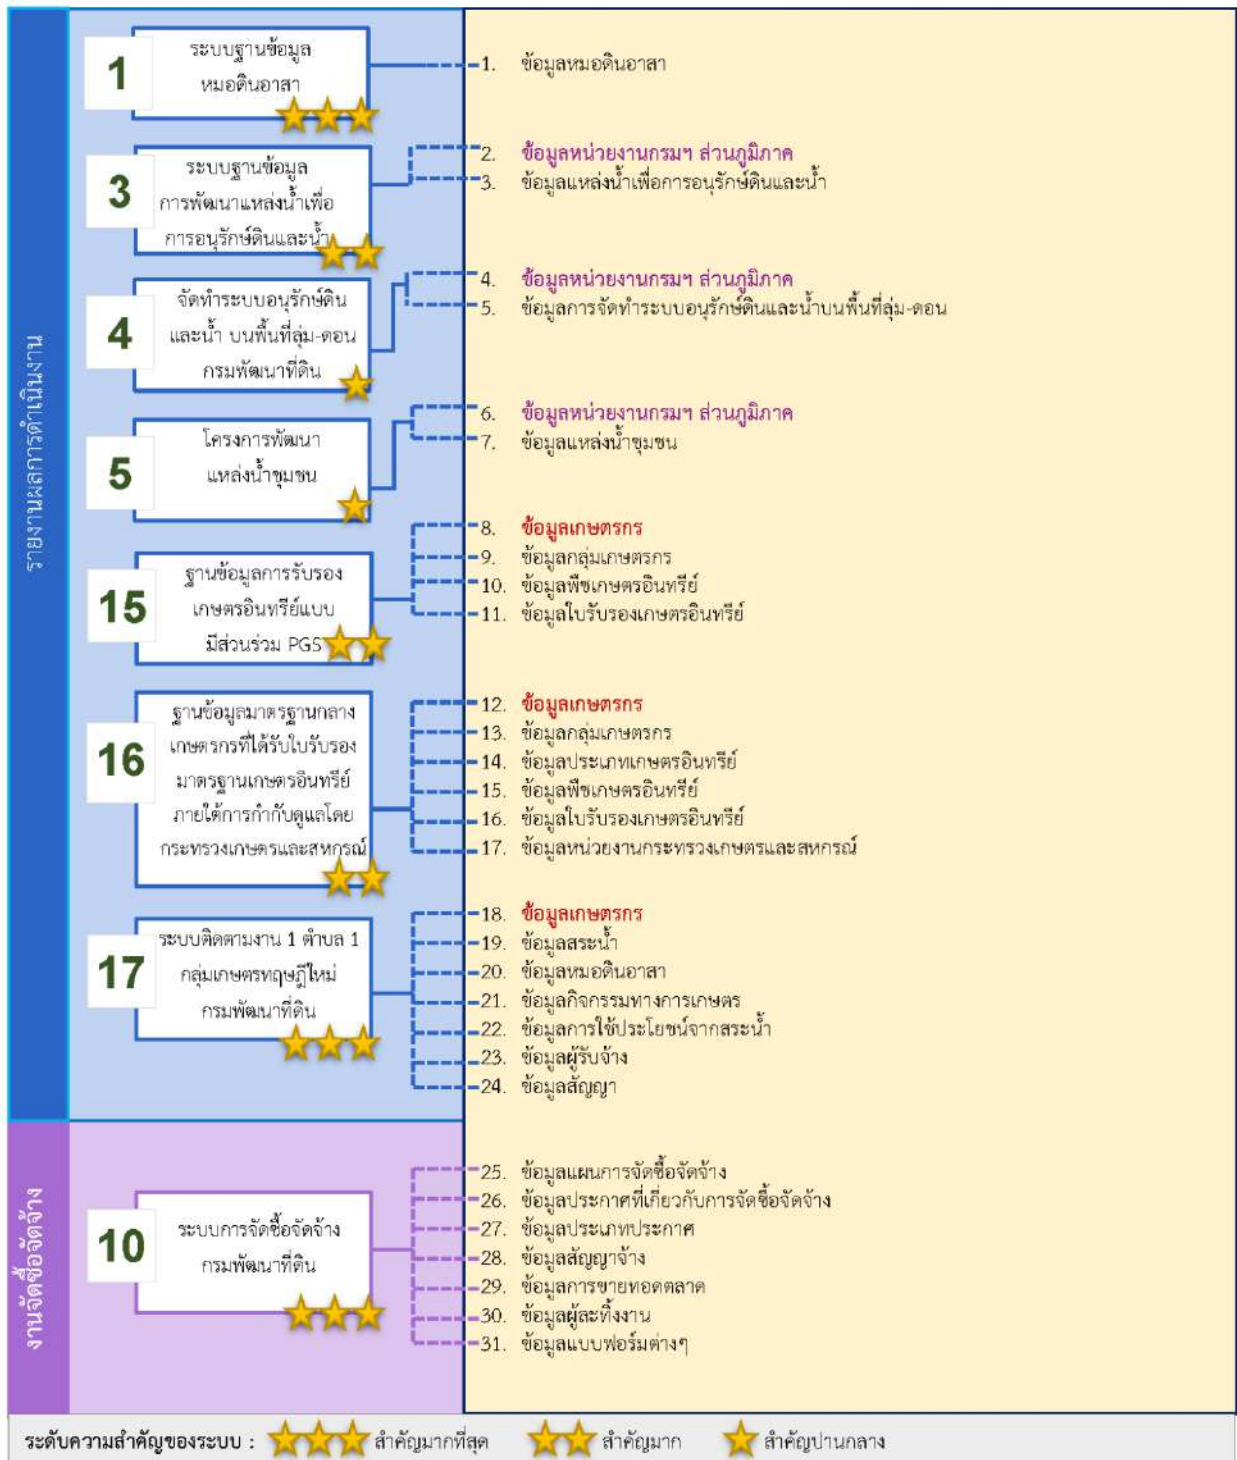 รายงานผลการดำเนินงาน
1
ระบบฐานข้อมูล
หมอดินอาสา
1. ข้อมูลหมอดินอาสา
3
ระบบฐานข้อมูล
การพัฒนาแหล่งน้ำเพื่อ
การอนุรักษ์ดินและน้ำ
2. ข้อมูลหน่วยงานกรมฯ ส่วนภูมิภาค
3. ข้อมูลแหล่งน้ำเพื่อการอนุรักษ์ดินและน้ำ
4
จัดทำระบบอนุรักษ์ดิน
และน้ำ บนพื้นที่ลุ่ม-ดอน
กรมพัฒนาที่ดิน
4. ข้อมูลหน่วยงานกรมฯ ส่วนภูมิภาค
5. ข้อมูลการจัดทำระบบอนุรักษ์ดินและน้ำบนพื้นที่ลุ่ม-ดอน
5
โครงการพัฒนา
แหล่งน้ำชุมชน
6. ข้อมูลหน่วยงานกรมฯ ส่วนภูมิภาค
7. ข้อมูลแหล่งน้ำชุมชน
15
ฐานข้อมูลการรับรอง
เกษตรอินทรีย์แบบ
มีส่วนร่วม PGS
8. ข้อมูลเกษตรกร
9. ข้อมูลกลุ่มเกษตรกร
10. ข้อมูลพืชเกษตรอินทรีย์
11. ข้อมูลใบรับรองเกษตรอินทรีย์
16
ฐานข้อมูลมาตรฐานกลาง
เกษตรกรที่ได้รับใบรับรอง
มาตรฐานเกษตรอินทรีย์
ภายใต้การกำกับดูแลโดย
กระทรวงเกษตรและสหกรณ์
12. ข้อมูลเกษตรกร
13. ข้อมูลกลุ่มเกษตรกร
14. ข้อมูลประเภทเกษตรอินทรีย์
15. ข้อมูลพืชเกษตรอินทรีย์
16. ข้อมูลใบรับรองเกษตรอินทรีย์
17. ข้อมูลหน่วยงานกระทรวงเกษตรและสหกรณ์
17
ระบบติดตามงาน 1 ตำบล 1
กลุ่มเกษตรทฤษฎีใหม่
กรมพัฒนาที่ดิน
18. ข้อมูลเกษตรกร
19. ข้อมูลสระน้ำ
20. ข้อมูลหมอดินอาสา
21. ข้อมูลกิจกรรมทางการเกษตร
22. ข้อมูลการใช้ประโยชน์จากสระน้ำ
23. ข้อมูลผู้รับจ้าง
24. ข้อมูลสัญญา
งานจัดซื้อจัดจ้าง
10
ระบบการจัดซื้อจัดจ้าง
กรมพัฒนาที่ดิน
25. ข้อมูลแผนการจัดซื้อจัดจ้าง
26. ข้อมูลประกาศที่เกี่ยวกับการจัดซื้อจัดจ้าง
27. ข้อมูลประเภทประกาศ
28. ข้อมูลสัญญาจ้าง
29. ข้อมูลการขายทอดตลาด
30. ข้อมูลผู้ละทิ้งงาน
31. ข้อมูลแบบฟอร์มต่างๆ
ระดับความสำคัญของระบบ : สำคัญมากที่สุด สำคัญมาก สำคัญปานกลาง